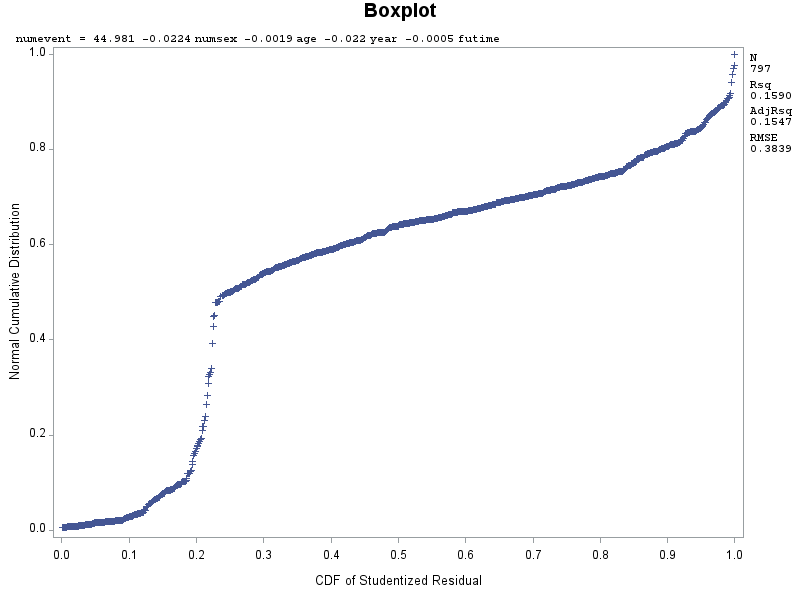 Boxplot
numevent = 44.981 -0.0224 numsex -0.0019 age -0.022 year -0.0005 futime
1.0
0.8
0.6
0.4
0.2
0.0
Normal Cumulative Distribution
N
797
Rsq
0.1590
AdjRsq
0.1547
RMSE
0.3839
0.0 0.1 0.2 0.3 0.4 0.5 0.6 0.7 0.8 0.9 1.0
CDF of Studentized Residual